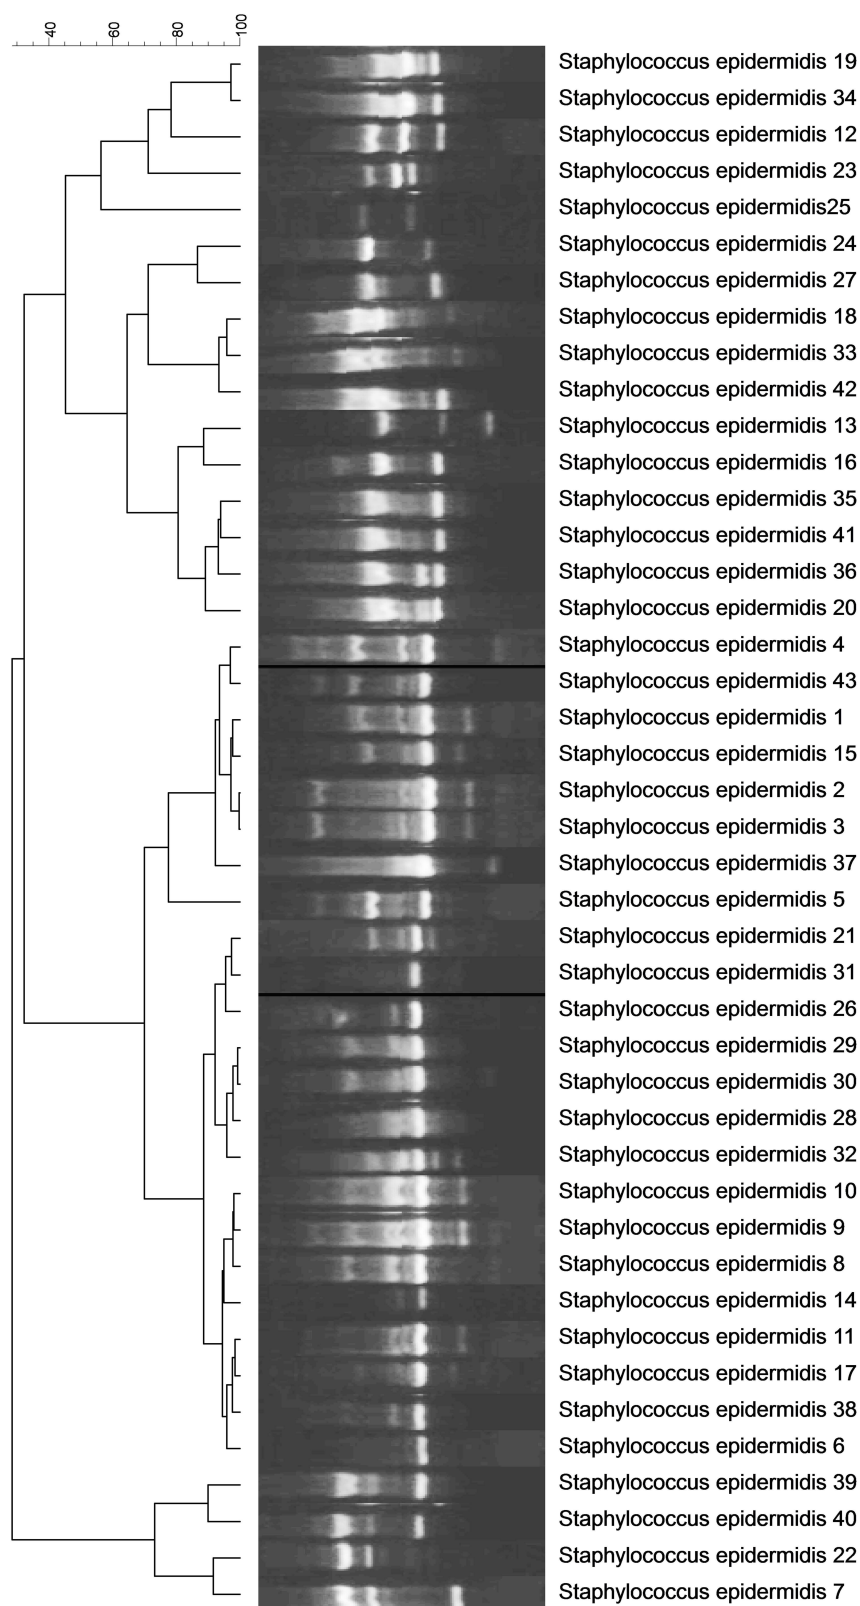 40 60 80 100
Staphylococcus epidermidis 19
Staphylococcus epidermidis 34
Staphylococcus epidermidis 12
Staphylococcus epidermidis 23
Staphylococcus epidermidis25
Staphylococcus epidermidis 24
Staphylococcus epidermidis 27
Staphylococcus epidermidis 18
Staphylococcus epidermidis 33
Staphylococcus epidermidis 42
Staphylococcus epidermidis 13
Staphylococcus epidermidis 16
Staphylococcus epidermidis 35
Staphylococcus epidermidis 41
Staphylococcus epidermidis 36
Staphylococcus epidermidis 20
Staphylococcus epidermidis 4
Staphylococcus epidermidis 43
Staphylococcus epidermidis 1
Staphylococcus epidermidis 15
Staphylococcus epidermidis 2
Staphylococcus epidermidis 3
Staphylococcus epidermidis 37
Staphylococcus epidermidis 5
Staphylococcus epidermidis 21
Staphylococcus epidermidis 31
Staphylococcus epidermidis 26
Staphylococcus epidermidis 29
Staphylococcus epidermidis 30
Staphylococcus epidermidis 28
Staphylococcus epidermidis 32
Staphylococcus epidermidis 10
Staphylococcus epidermidis 9
Staphylococcus epidermidis 8
Staphylococcus epidermidis 14
Staphylococcus epidermidis 11
Staphylococcus epidermidis 17
Staphylococcus epidermidis 38
Staphylococcus epidermidis 6
Staphylococcus epidermidis 39
Staphylococcus epidermidis 40
Staphylococcus epidermidis 22
Staphylococcus epidermidis 7